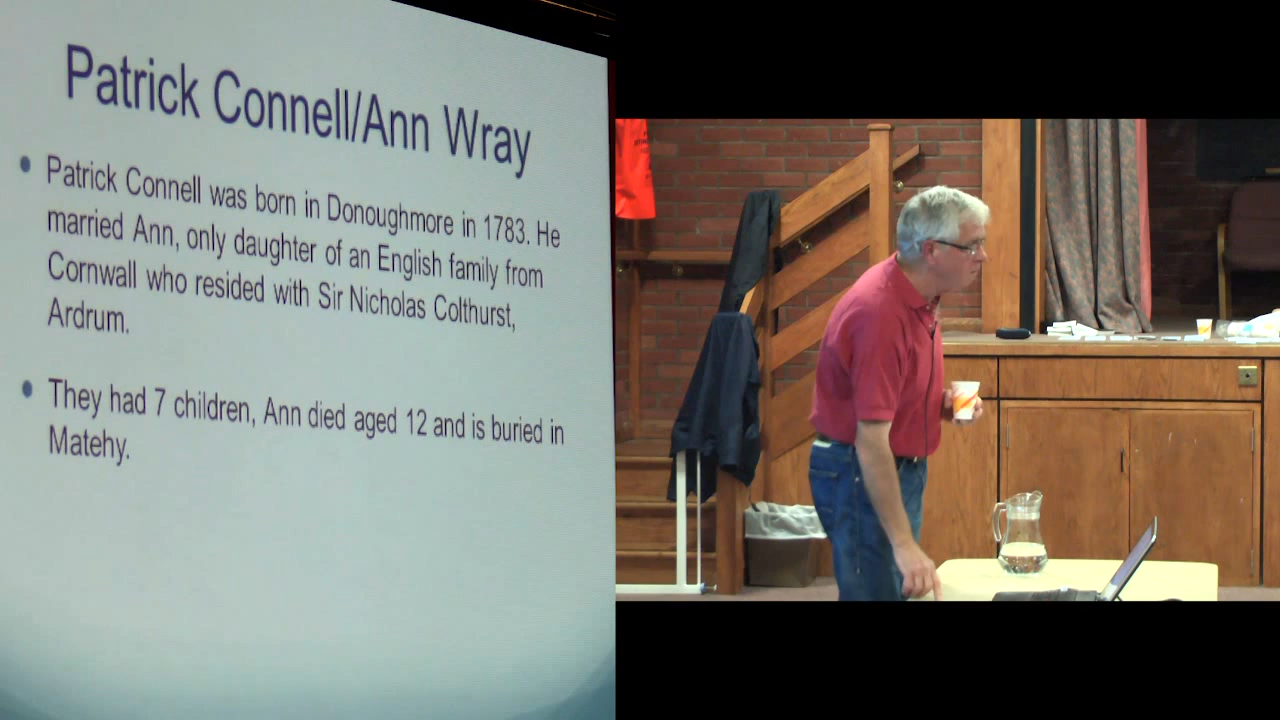 Patrick Connell/Ann Wray
• Patrick Connell was born in Donoughmore in 1783. He
married Ann, only daughter of an English family from
Cornwall who resided with Sir Nicholas Colthurst,
Ardrum.
• They had 7 children, Ann died aged 12 and is buried in
Matehy.